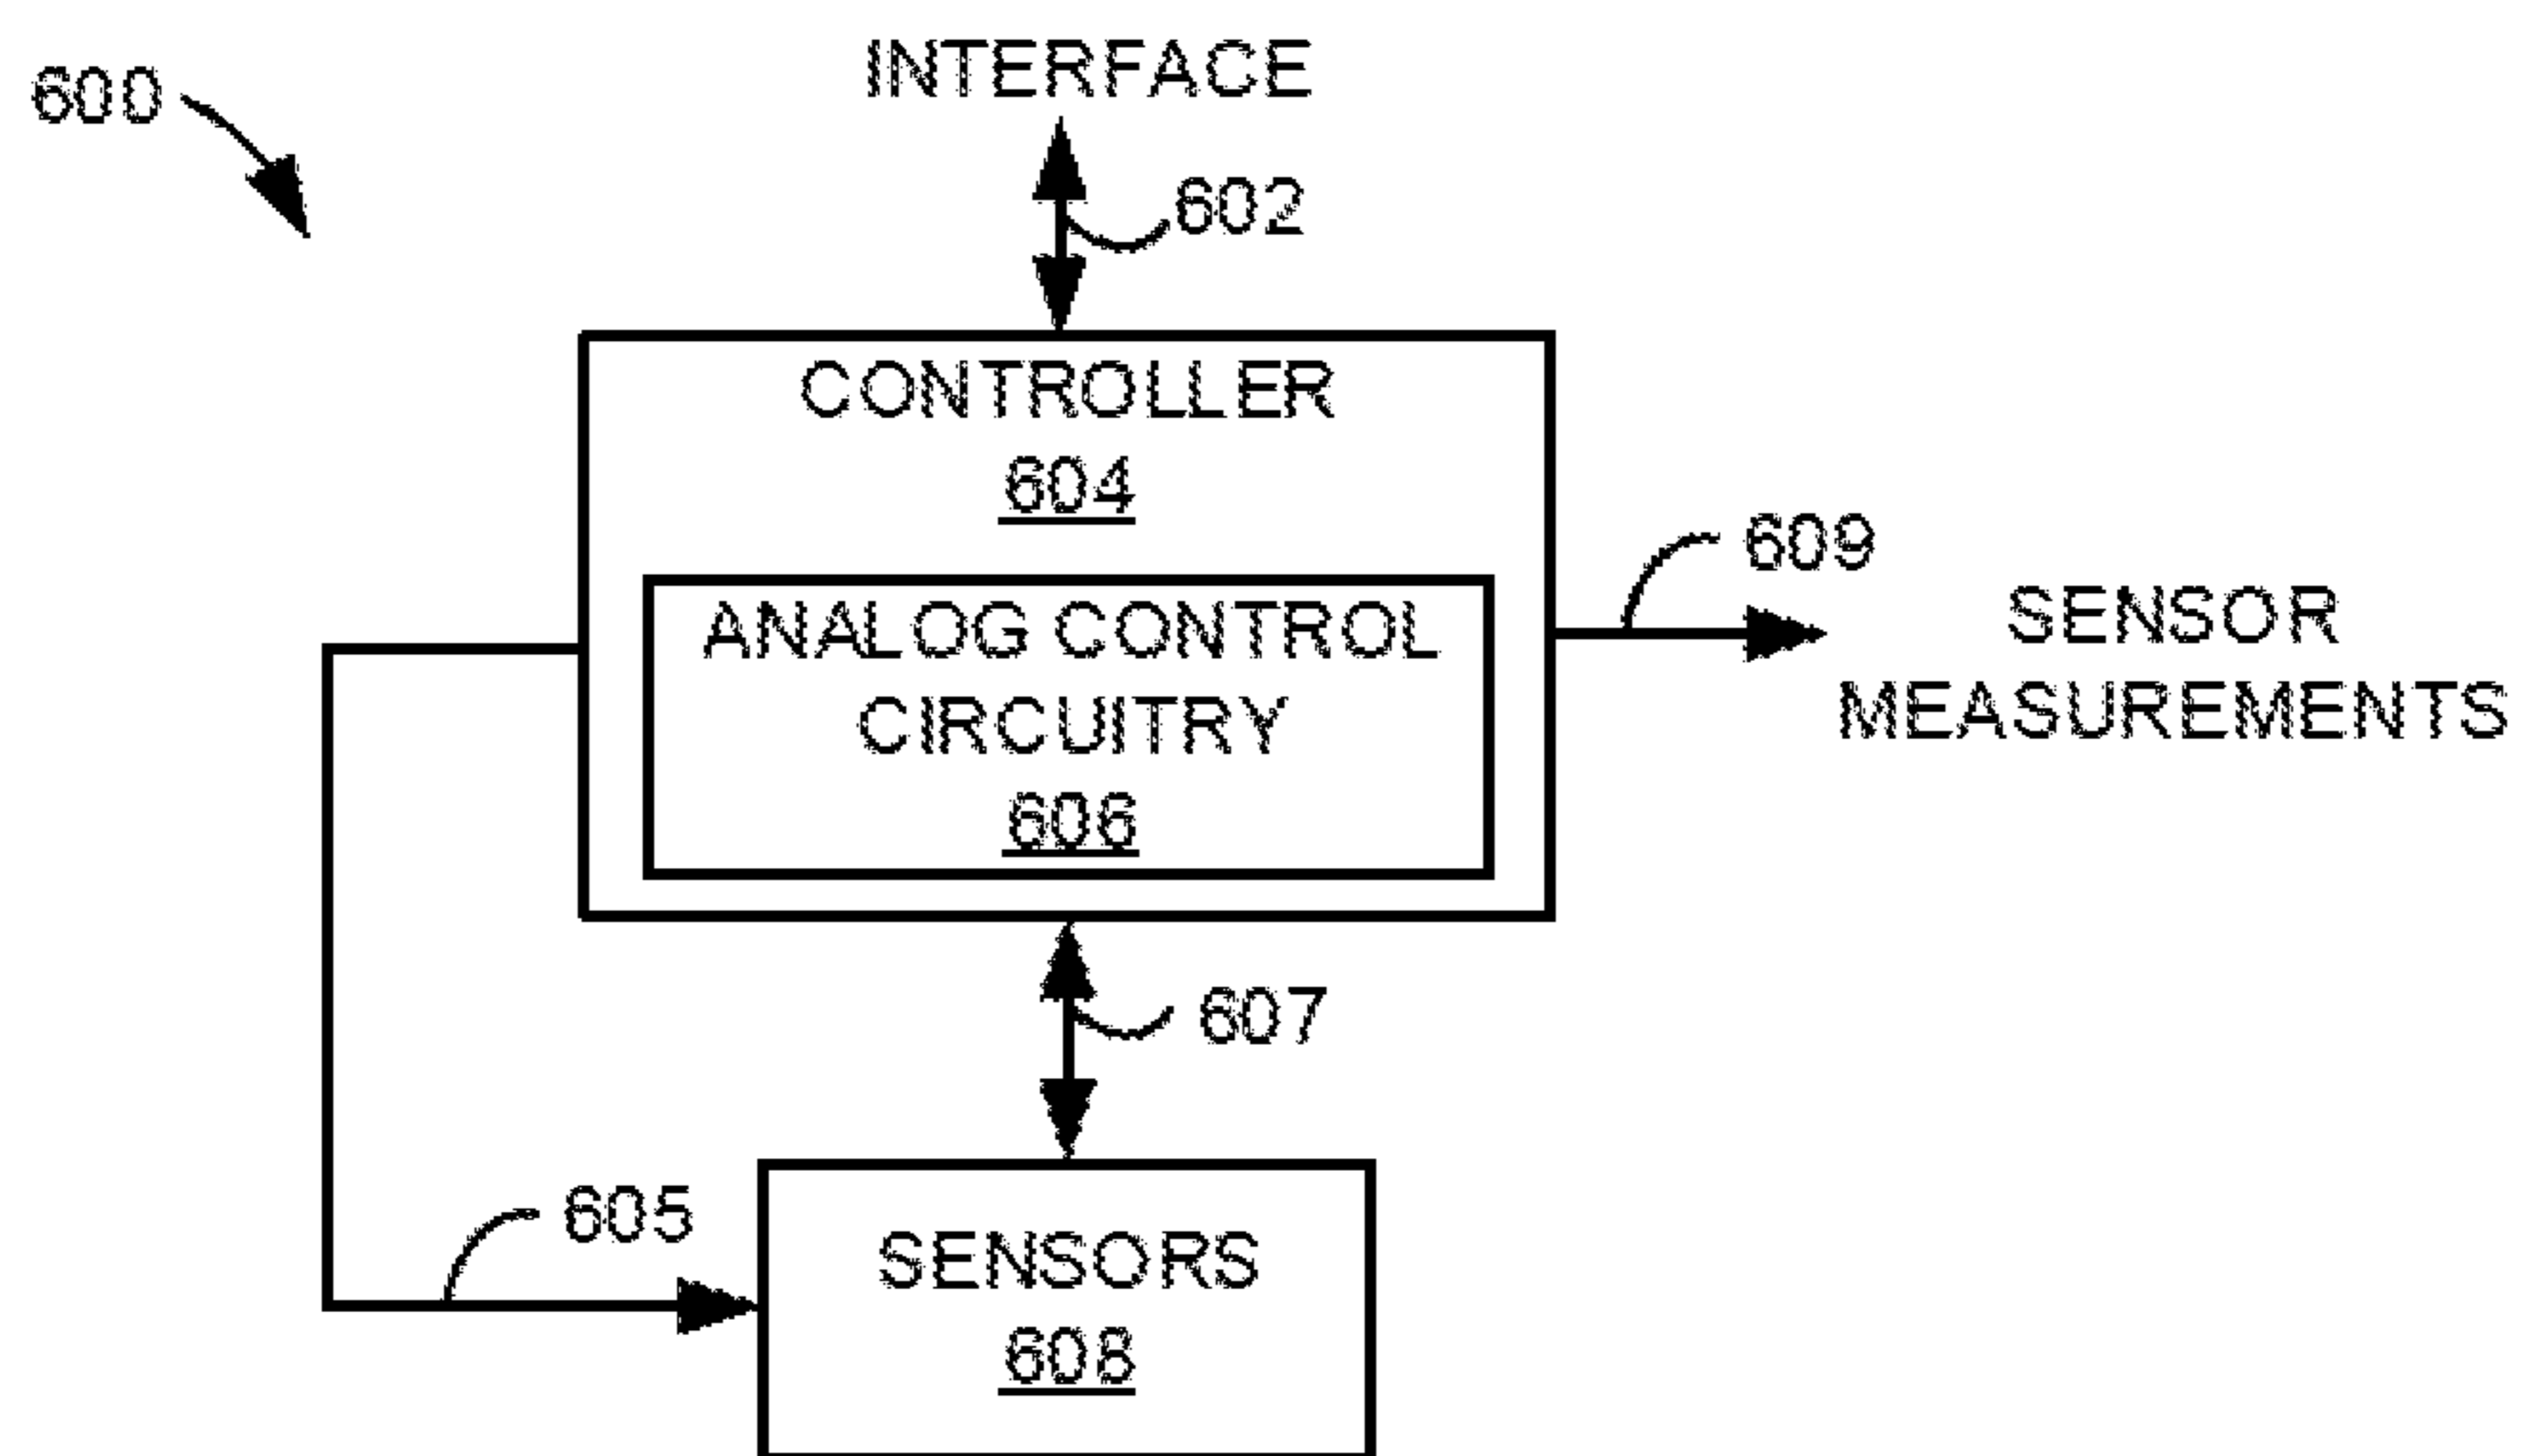 600
INTERFACE
602
CONTROLLER
604
609
ANALOG CONTROL
CIRCUITRY
606
SENSOR
MEASUREMENTS
607
605
SENSORS
608